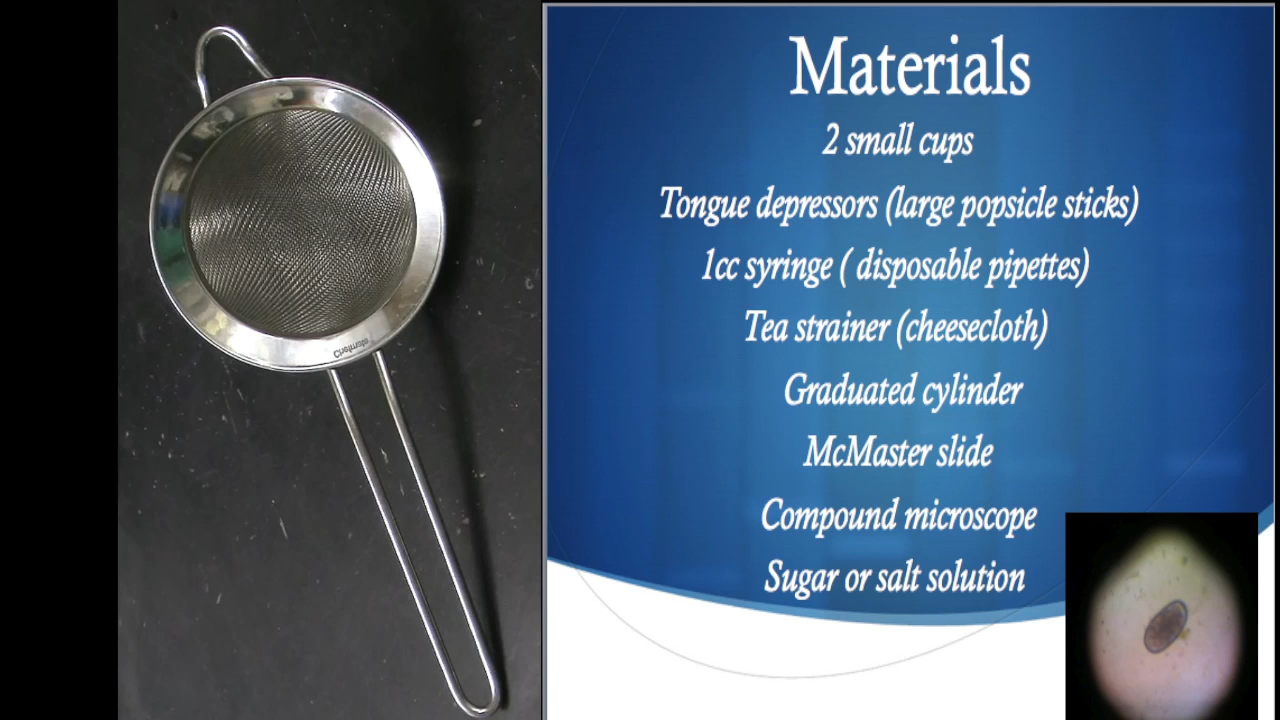 Materials
2 small cups
Tongue depressors (large popsicle sticks)
1cc syringe ( disposable pipettes)
Tea strainer (cheesecloth)
Graduated cylinder
McMaster slide
Compound microscope
Sugar or salt solution
Chefmate